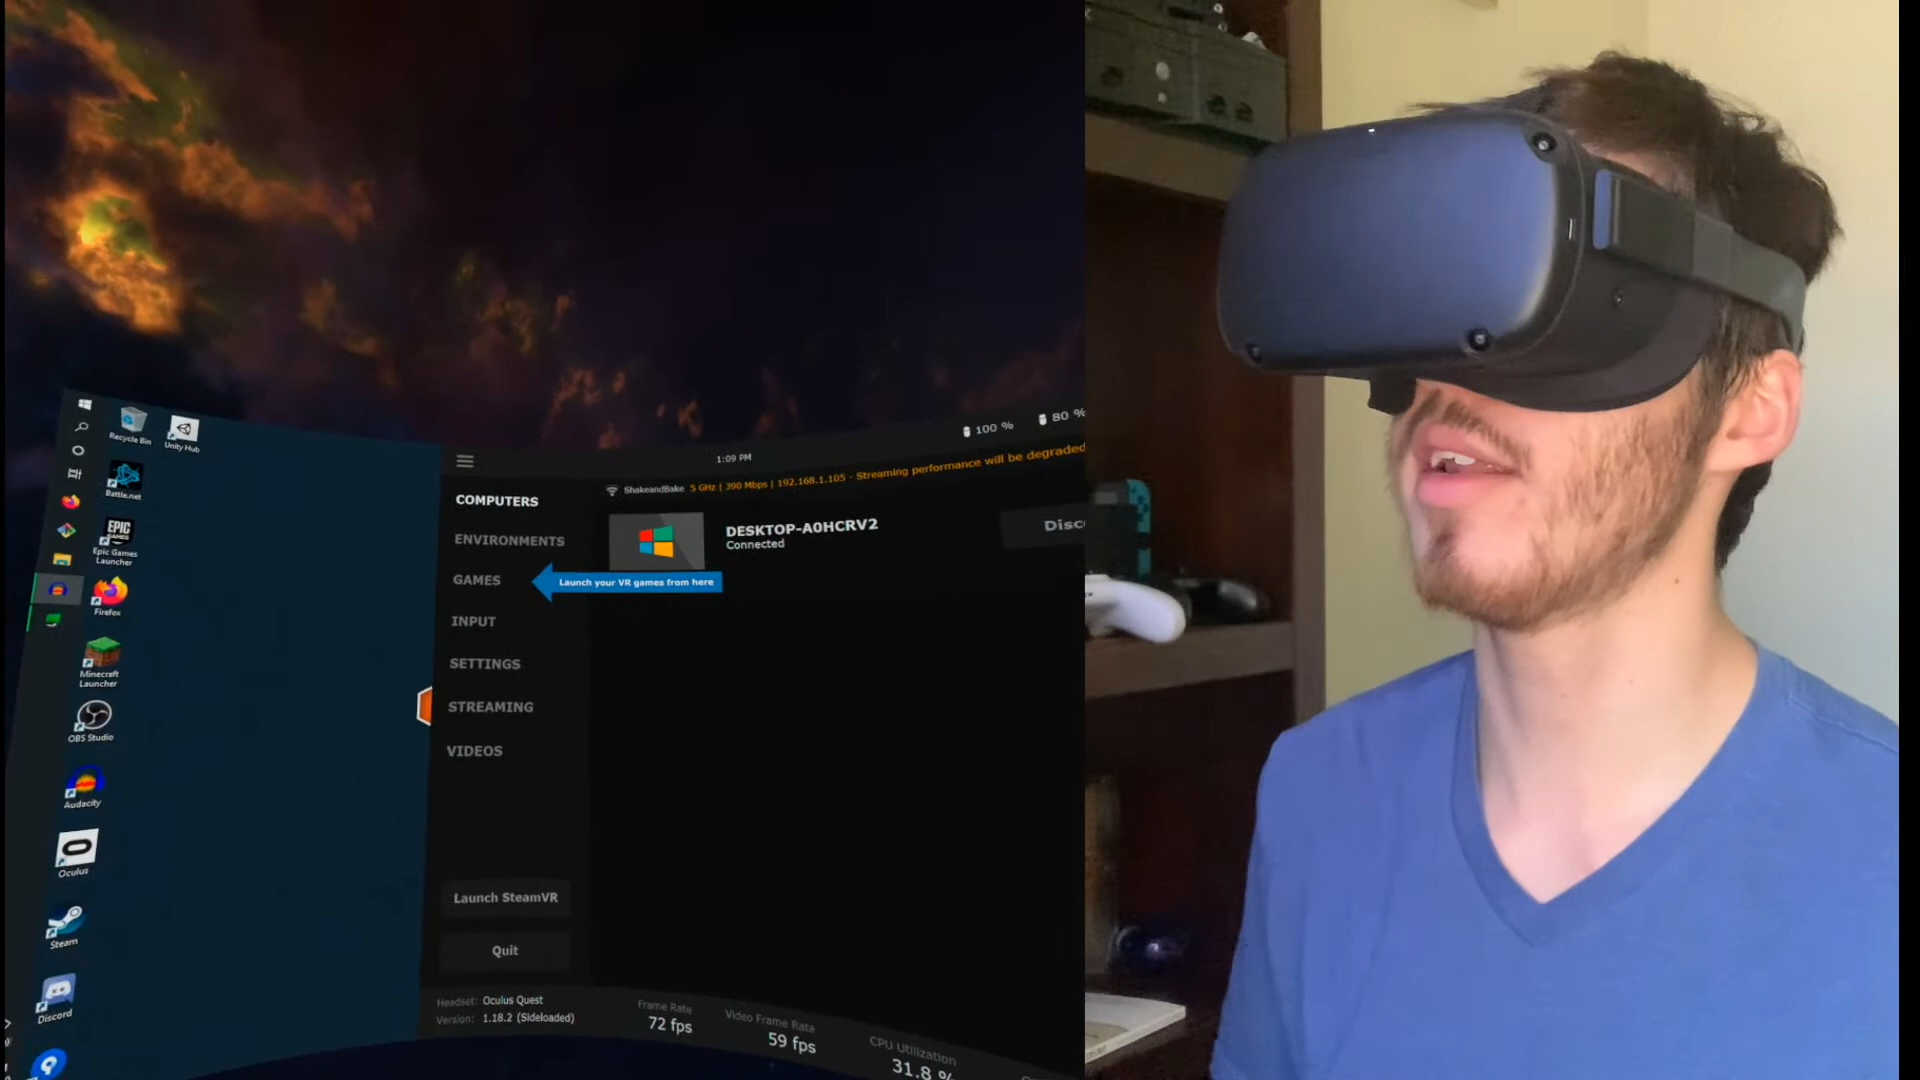 Recycle Bin
Unity Hub
Battle.net
EPIC
GAMES
Epic Games
Launcher
Firefox
Minecraft
Launcher
OBS Studio
Audacity
Oculus
Steam
Discord
100 %
80 %
1:09 PM
ShakeandBake 5 GHz | 390 Mbps | 192.168.1.105 - Streaming performance will be degraded
COMPUTERS
DESKTOP-A0HCRV2
Connected
Disc
ENVIRONMENTS
GAMES
Launch your VR games from here
INPUT
SETTINGS
STREAMING
VIDEOS
Launch SteamVR
Quit
Headset: Oculus Quest
Version: 1.18.2 (Sideloaded)
Frame Rate
72 fps
Video Frame Rate
59 fps
CPU Utilization
31.8 %